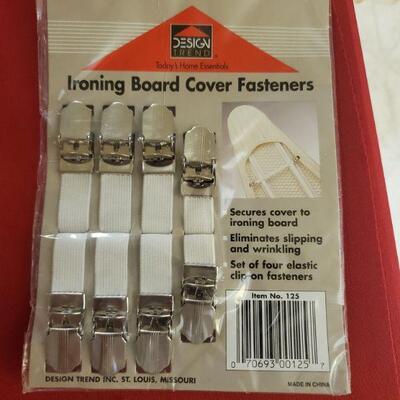 DESIGN
TREND
Today's Home Essentials
Ironing Board Cover Fasteners
Secures cover to
ironing board
Eliminates slipping
and wrinkling
Set of four elastic
clip-on fasteners
Item No. 125
0 70693 00125 7
DESIGN TREND INC. ST. LOUIS, MISSOURI
MADE IN CHINA